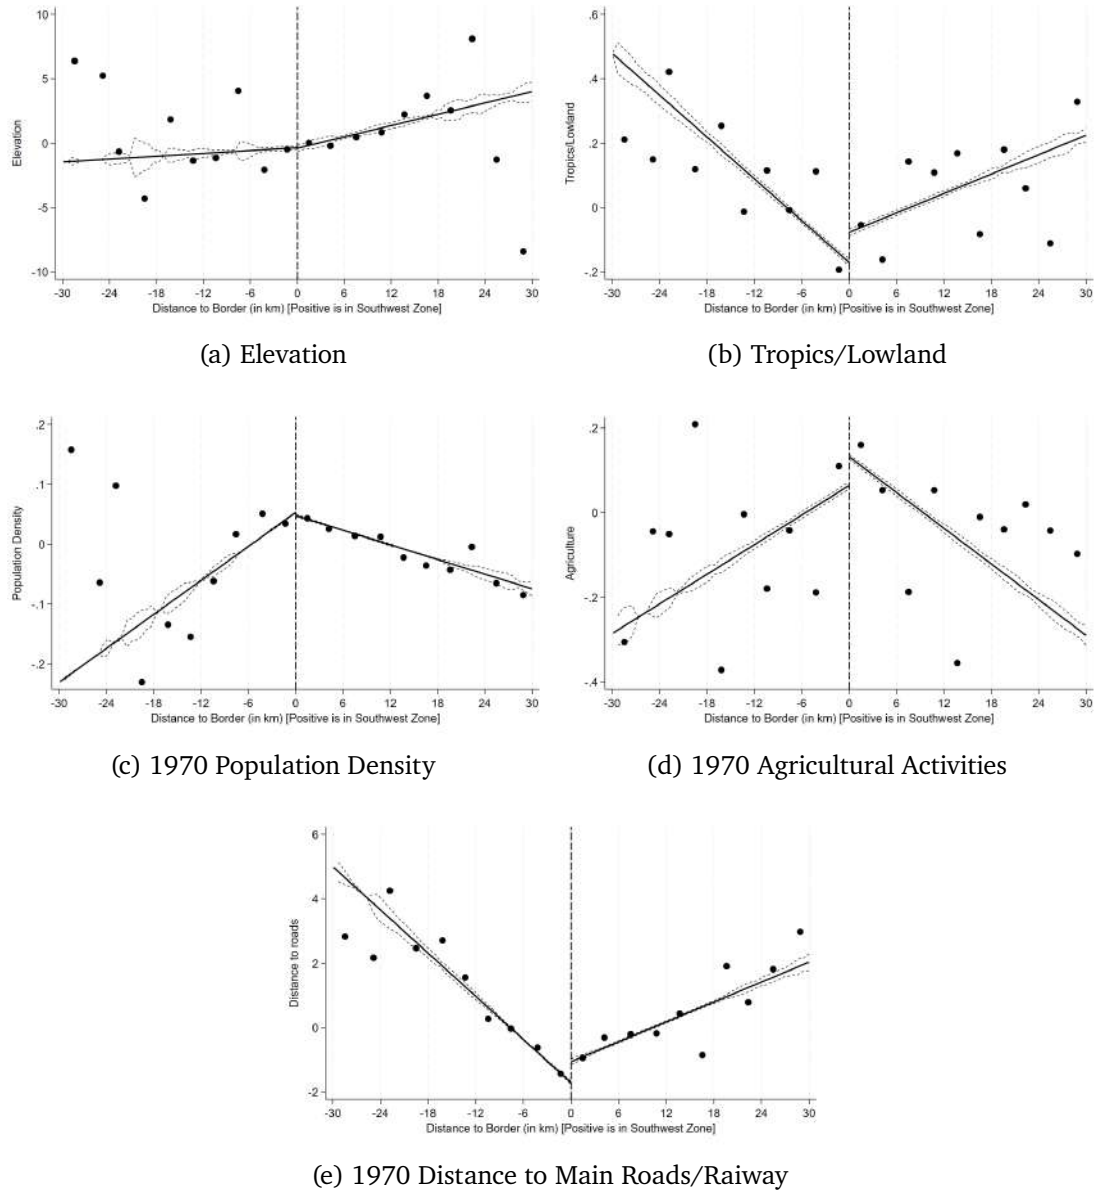 10
5
0
-5
-10
Elevation
-30 -24 -18 -12 -6 0 6 12 18 24 30
Distance to Border (in km) [Positive is in Southwest Zone]
(a) Elevation
.6
.4
.2
0
-.2
Tropics/Lowland
-30 -24 -18 -12 -6 0 6 12 18 24 30
Distance to Border (in km) [Positive is in Southwest Zone]
(b) Tropics/Lowland
.2
.1
0
-.1
-.2
Population Density
-30 -24 -18 -12 -6 0 6 12 18 24 30
Distance to Border (in km) [Positive is in Southwest Zone]
(c) 1970 Population Density
.2
0
-.2
-.4
Agriculture
-30 -24 -18 -12 -6 0 6 12 18 24 30
Distance to Border (in km) [Positive is in Southwest Zone]
(d) 1970 Agricultural Activities
6
4
2
0
-2
Distance to roads
-30 -24 -18 -12 -6 0 6 12 18 24 30
Distance to Border (in km) [Positive is in Southwest Zone]
(e) 1970 Distance to Main Roads/Raiway